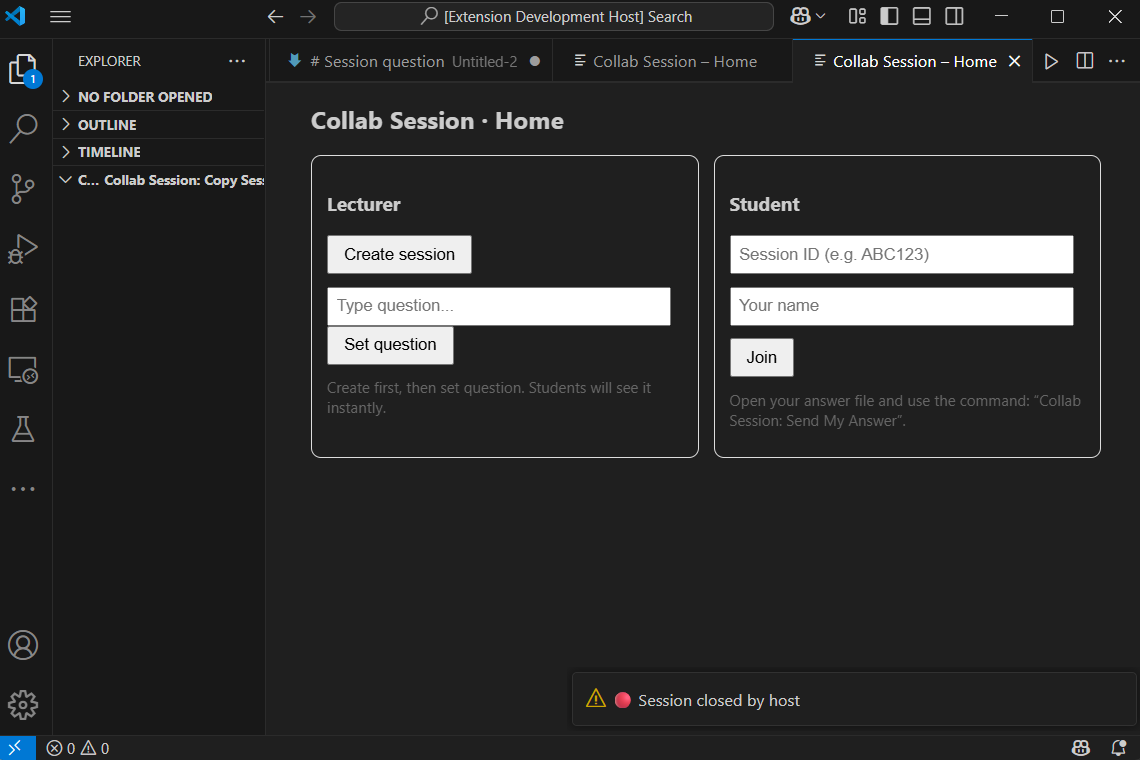 [Extension Development Host] Search
EXPLORER
1
NO FOLDER OPENED
OUTLINE
TIMELINE
C... Collab Session: Copy Sess
# Session question Untitled-2
Collab Session – Home
Collab Session – Home
Collab Session · Home
Lecturer
Create session
Type question...
Set question
Create first, then set question. Students will see it
instantly.
Student
Session ID (e.g. ABC123)
Your name
Join
Open your answer file and use the command: “Collab
Session: Send My Answer”.
Session closed by host
0 0